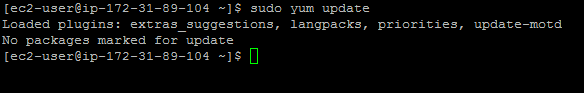 [ec2-user@ip-172-31-89-104 ~]$ sudo yum update
Loaded plugins: extras_suggestions, langpacks, priorities, update-motd
No packages marked for update
[ec2-user@ip-172-31-89-104 ~]$